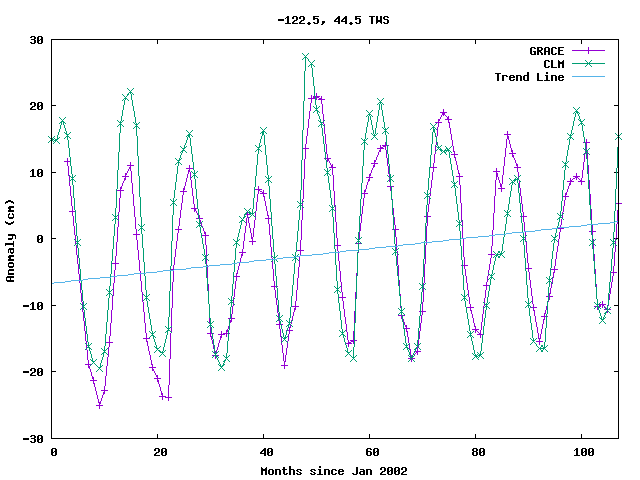 -122.5, 44.5 TWS
GRACE
CLM
Trend Line
30
20
10
0
-10
-20
-30
Anomaly (cm)
0 20 40 60 80 100
Months since Jan 2002